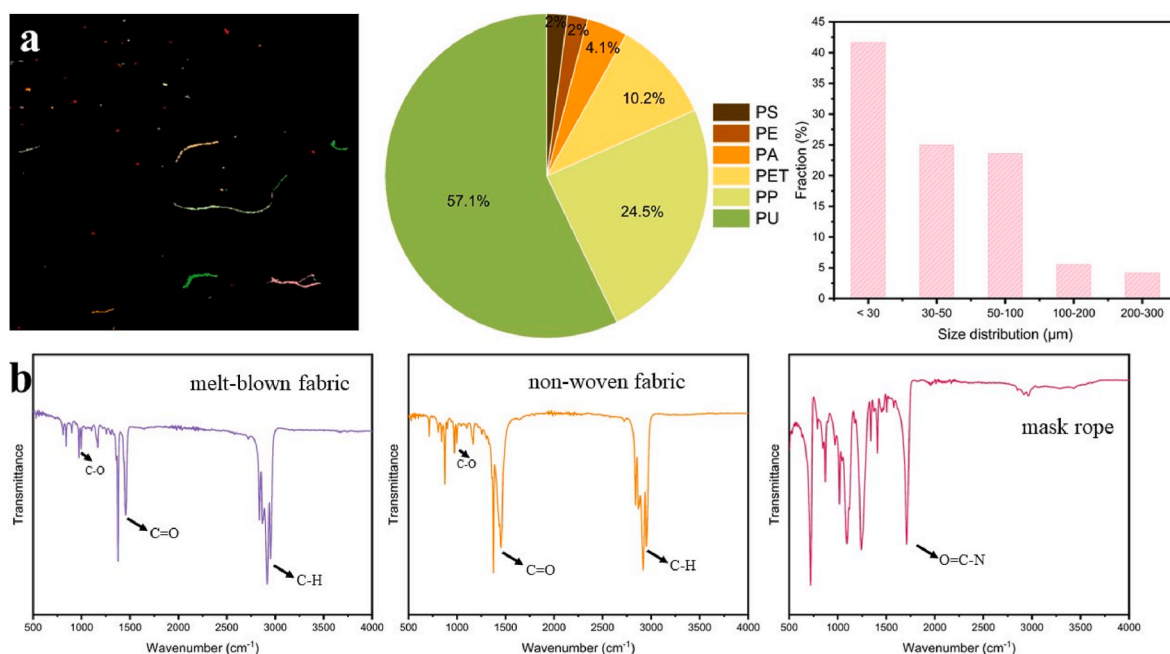 a
2%
2%
4.1%
10.2%
24.5%
57.1%
PS
PE
PA
PET
PP
PU
Fraction (%)
45
40
35
30
25
20
15
10
5
0
< 30
30-50
50-100
100-200
200-300
Size distribution (μm)
b
melt-blown fabric
C-O
C=O
C-H
Transmittance
500 1000 1500 2000 2500 3000 3500 4000
Wavenumber (cm⁻¹)
non-woven fabric
C-O
C=O
C-H
Transmittance
500 1000 1500 2000 2500 3000 3500 4000
Wavenumber (cm⁻¹)
mask rope
O=C-N
Transmittance
500 1000 1500 2000 2500 3000 3500 4000
Wavenumber (cm⁻¹)